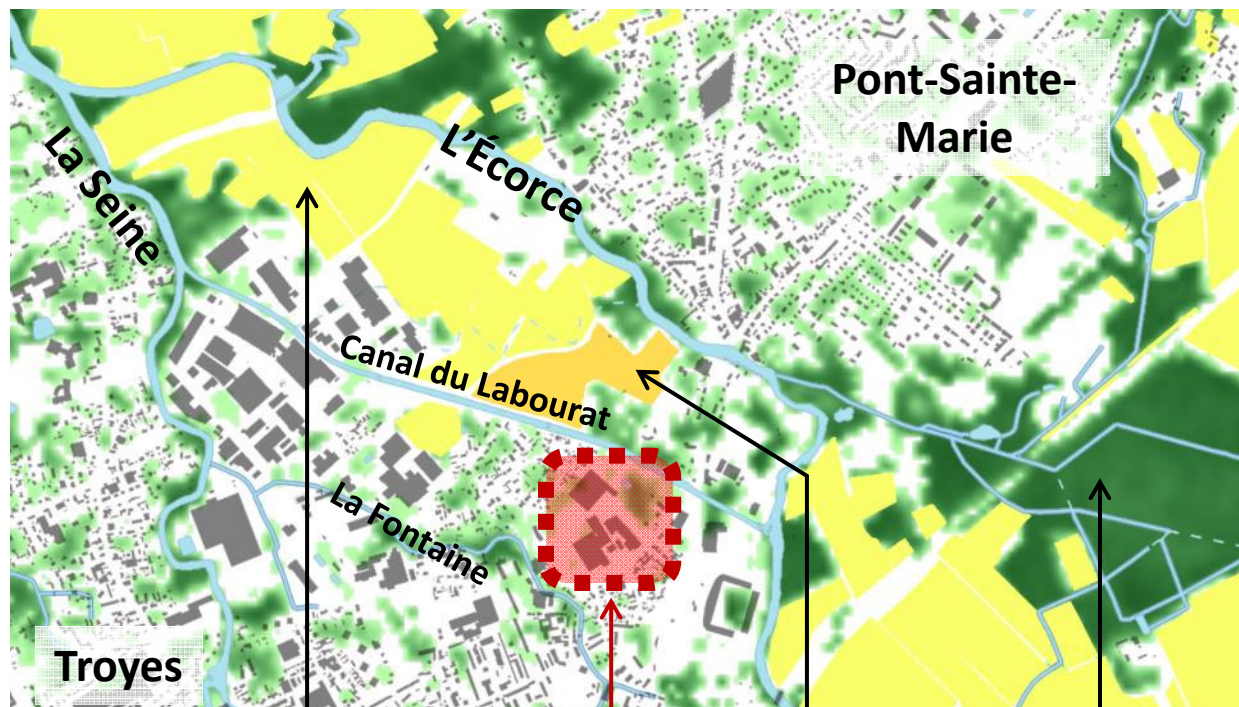 Pont-Sainte-
Marie
La Seine
L'Écorce
Canal du Labourat
La Fontaine
Troyes